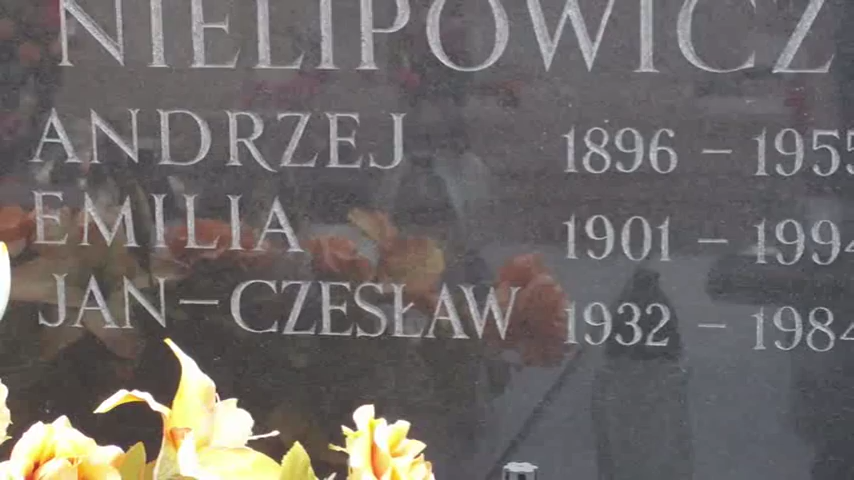 NIELIPOWICZ
ANDRZEJ 1896 – 1955
EMILIA 1901 – 1994
JAN–CZESŁAW 1932 – 1984